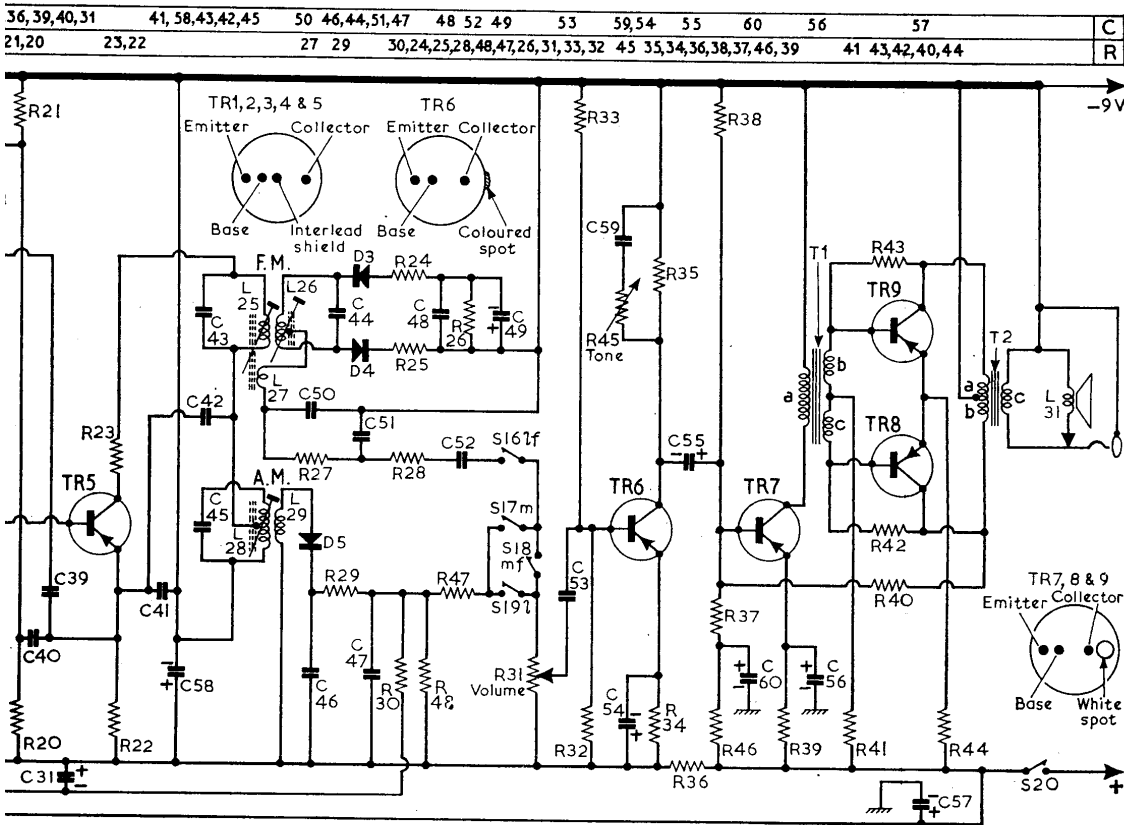 36,39,40,31 41,58,43,42,45 50 46,44,51,47 48 52 49 53 59,54 55 60 56 57 C
21,20 23,22 27 29 30,24,25,28,48,47,26,31,33,32 45 35,34,36,38,37,46,39 41 43,42,40,44 R
R21
TR1,2,3,4 & 5
Emitter Collector
Base Interlead shield
TR6
Emitter Collector
Base Coloured spot
R33
R38
-9V
C59
R35
R45
Tone
T1
R43
TR9
T2
F.M.
L 25
L26
D3
R24
C 43
C 44
C 48
R 26
C 49
D4
R25
L 27
C50
C42
C51
R23
R27
R28
C52
S16lf
C55
a
b
c
TR8
a
b
c
L 31
TR5
A.M.
C 45
L 28
L 29
D5
S17m
S18 mf
S19l
TR6
TR7
R42
R40
C39
C41
C40
R29
R47
C 53
R37
TR7, 8 & 9
Emitter Collector
Base White spot
C58
C 46
C 47
R 30
R 48
R31
Volume
C 54
R 34
C 60
C 56
R20
R22
R32
R46
R39
R41
R44
C31
+
-
R36
C57
S20
+